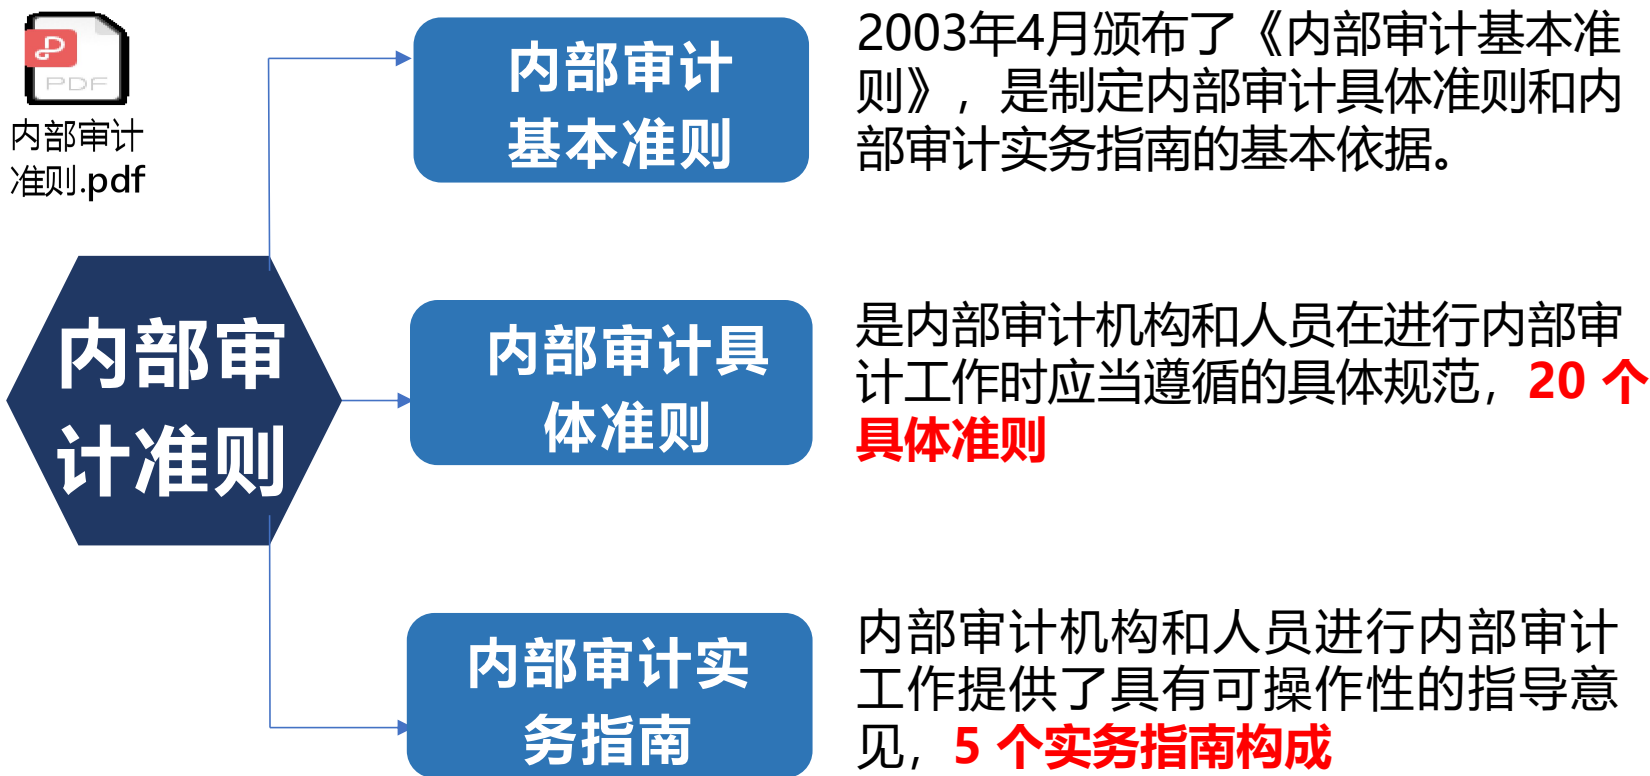 PDF
内部审计
准则.pdf
内部审计
基本准则
2003年4月颁布了《内部审计基本准
则》，是制定内部审计具体准则和内
部审计实务指南的基本依据。
内部审
计准则
内部审计具
体准则
是内部审计机构和人员在进行内部审
计工作时应当遵循的具体规范，20 个
具体准则
内部审计实
务指南
内部审计机构和人员进行内部审计
工作提供了具有可操作性的指导意
见，5 个实务指南构成